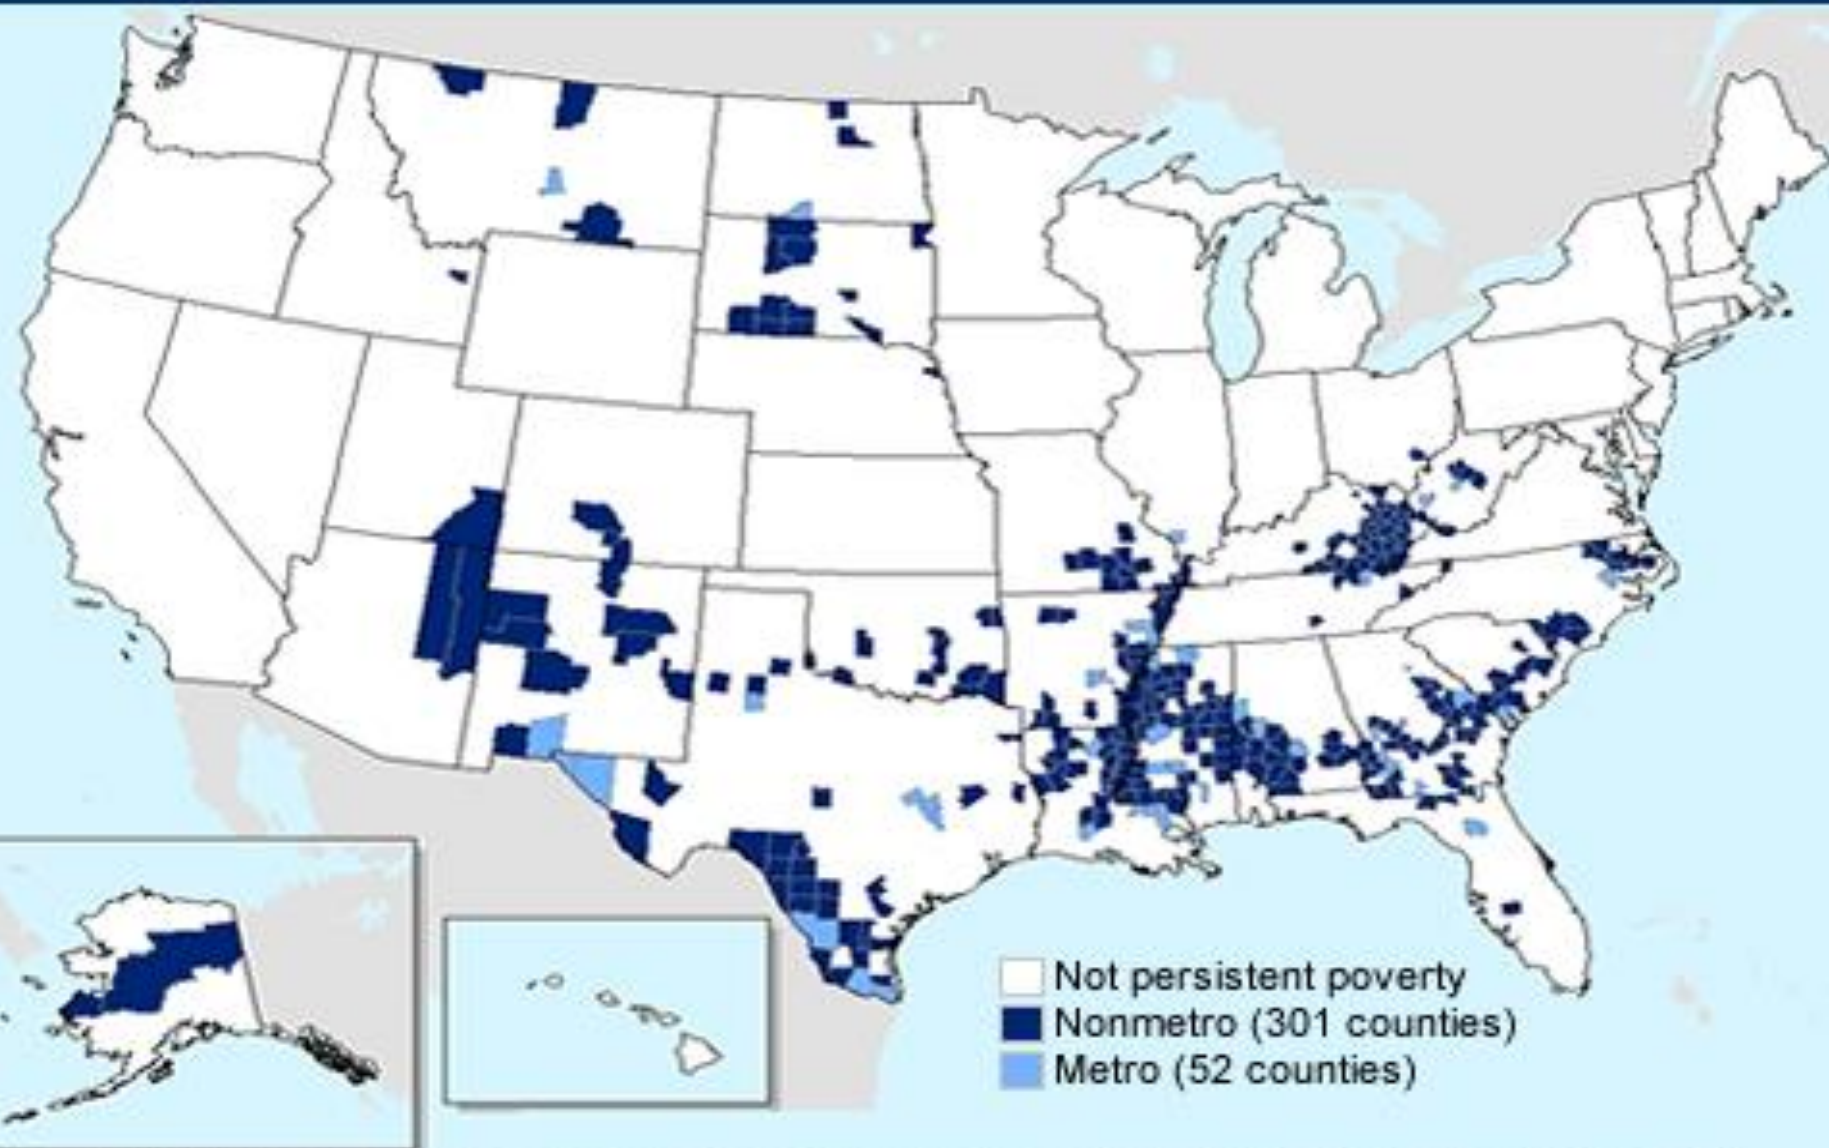 Not persistent poverty
Nonmetro (301 counties)
Metro (52 counties)